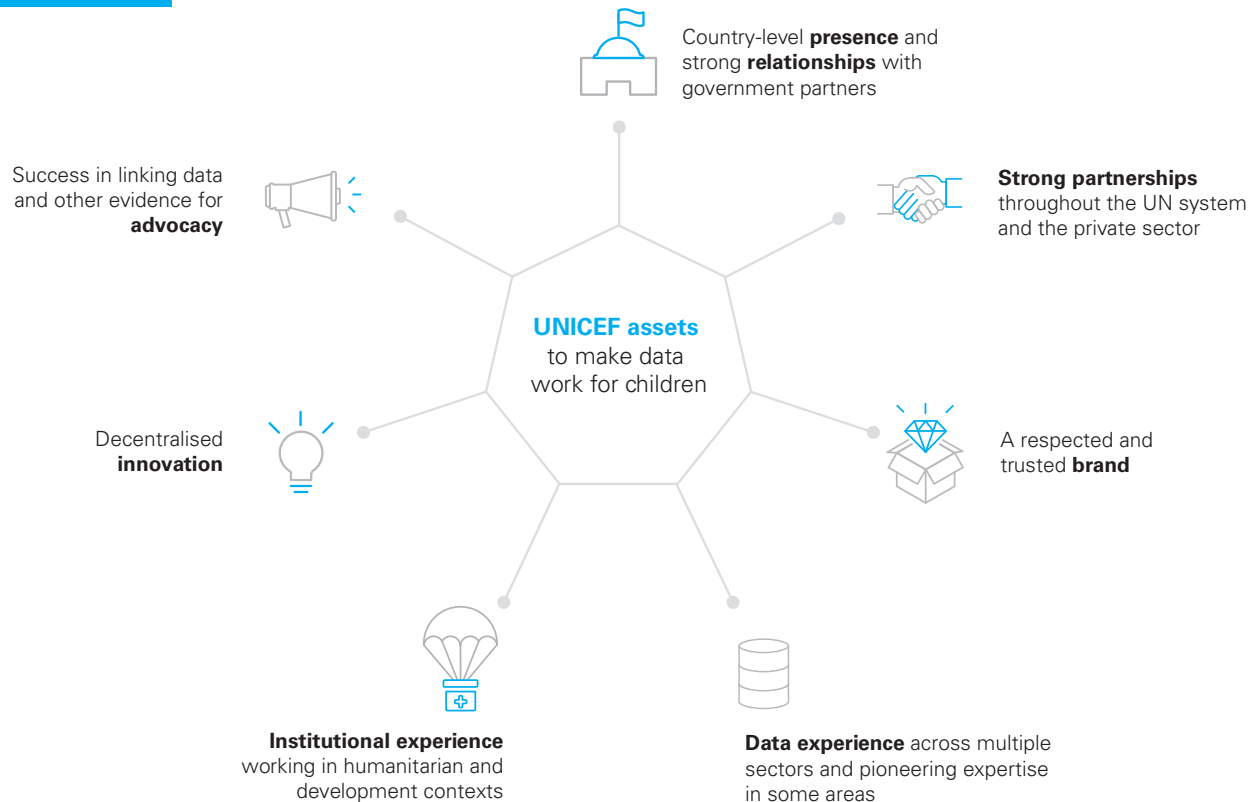 Country-level presence and
strong relationships with
government partners
Success in linking data
and other evidence for
advocacy
Strong partnerships
throughout the UN system
and the private sector
UNICEF assets
to make data
work for children
Decentralised
innovation
A respected and
trusted brand
Institutional experience
working in humanitarian and
development contexts
Data experience across multiple
sectors and pioneering expertise
in some areas